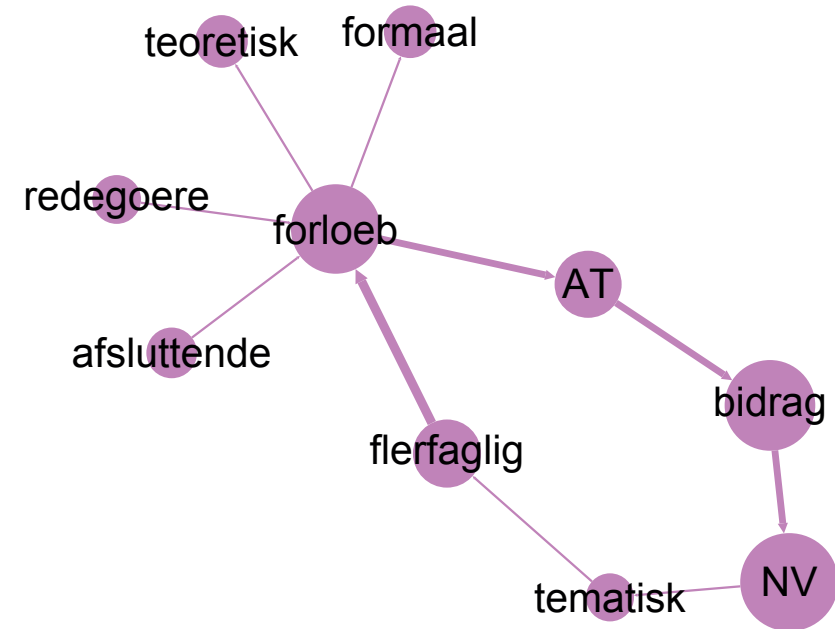 teoretisk
formaal
redegoere
forloeb
AT
afsluttende
bidrag
flerfaglig
tematisk
NV